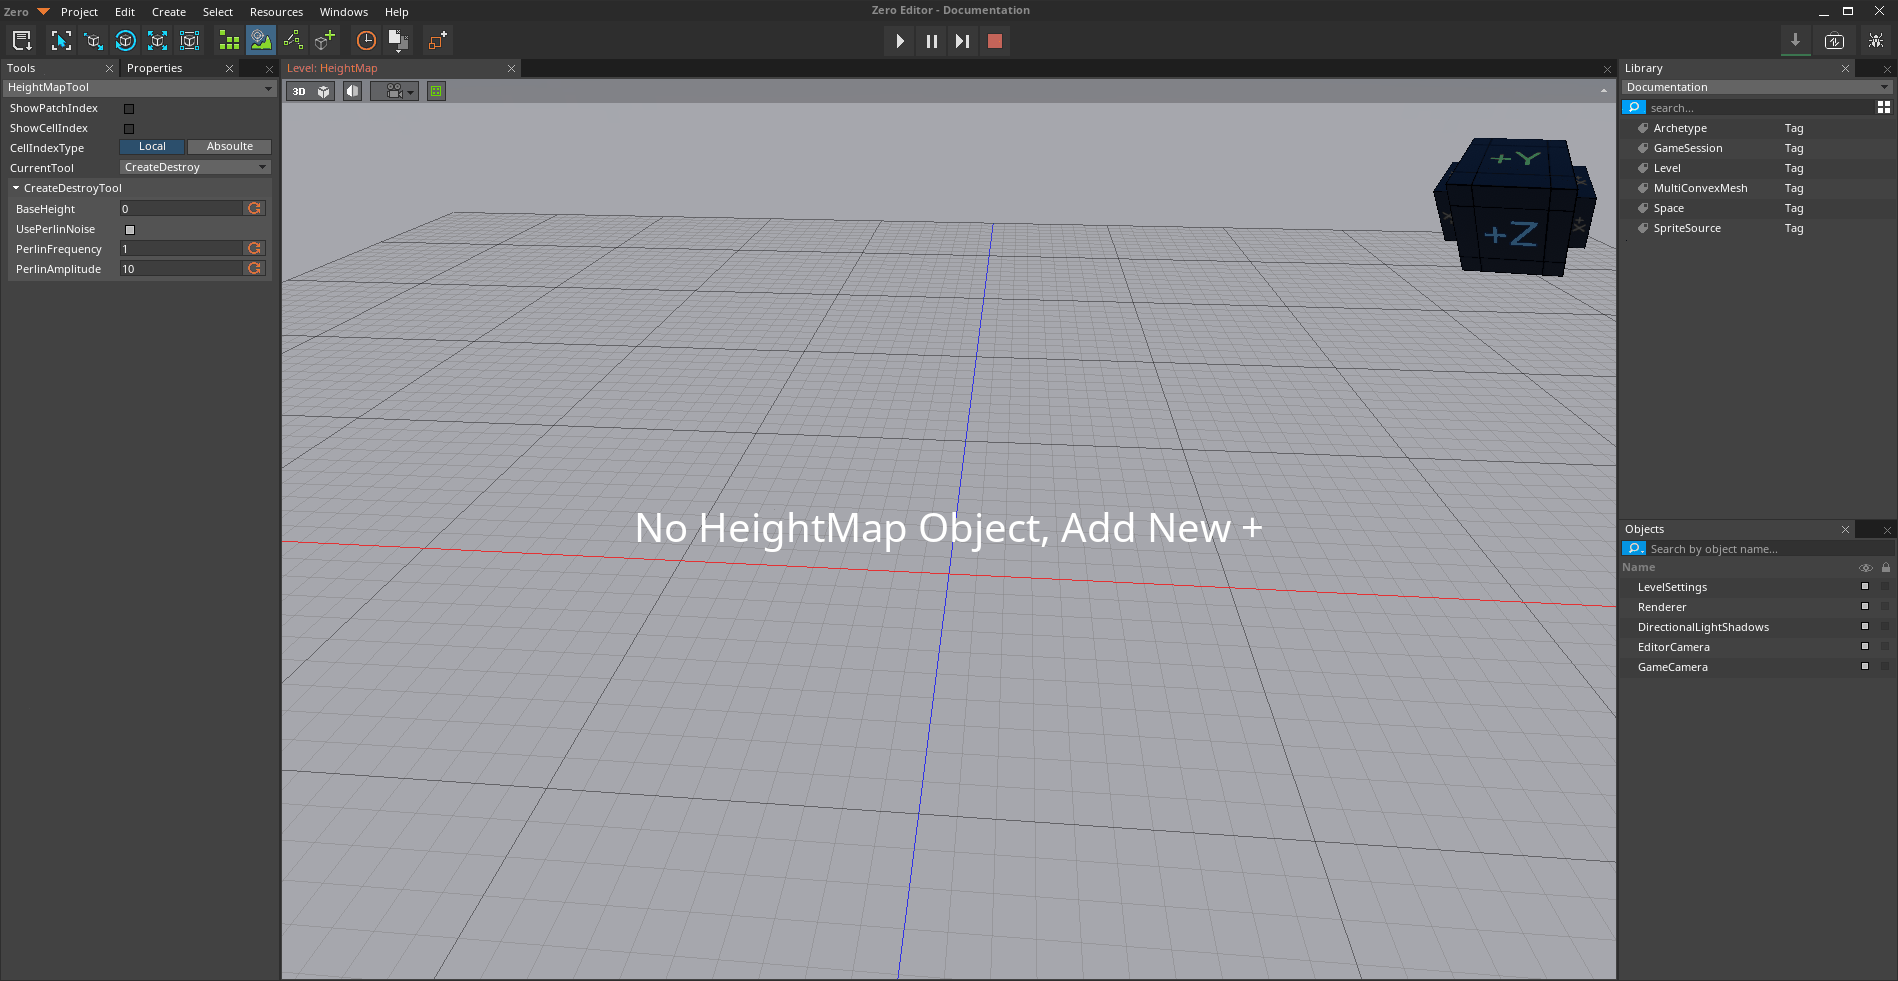 Zero Project Edit Create Select Resources Windows Help
Zero Editor - Documentation
Tools Properties
HeightMapTool
ShowPatchIndex
ShowCellIndex
CellIndexType Local Absoulte
CurrentTool CreateDestroy
CreateDestroyTool
BaseHeight 0
UsePerlinNoise
PerlinFrequency 1
PerlinAmplitude 10
Level: HeightMap
3D
+Y
+Z
No HeightMap Object, Add New +
Library
Documentation
search...
Archetype Tag
GameSession Tag
Level Tag
MultiConvexMesh Tag
Space Tag
SpriteSource Tag
Objects
Search by object name...
Name
LevelSettings
Renderer
DirectionalLightShadows
EditorCamera
GameCamera